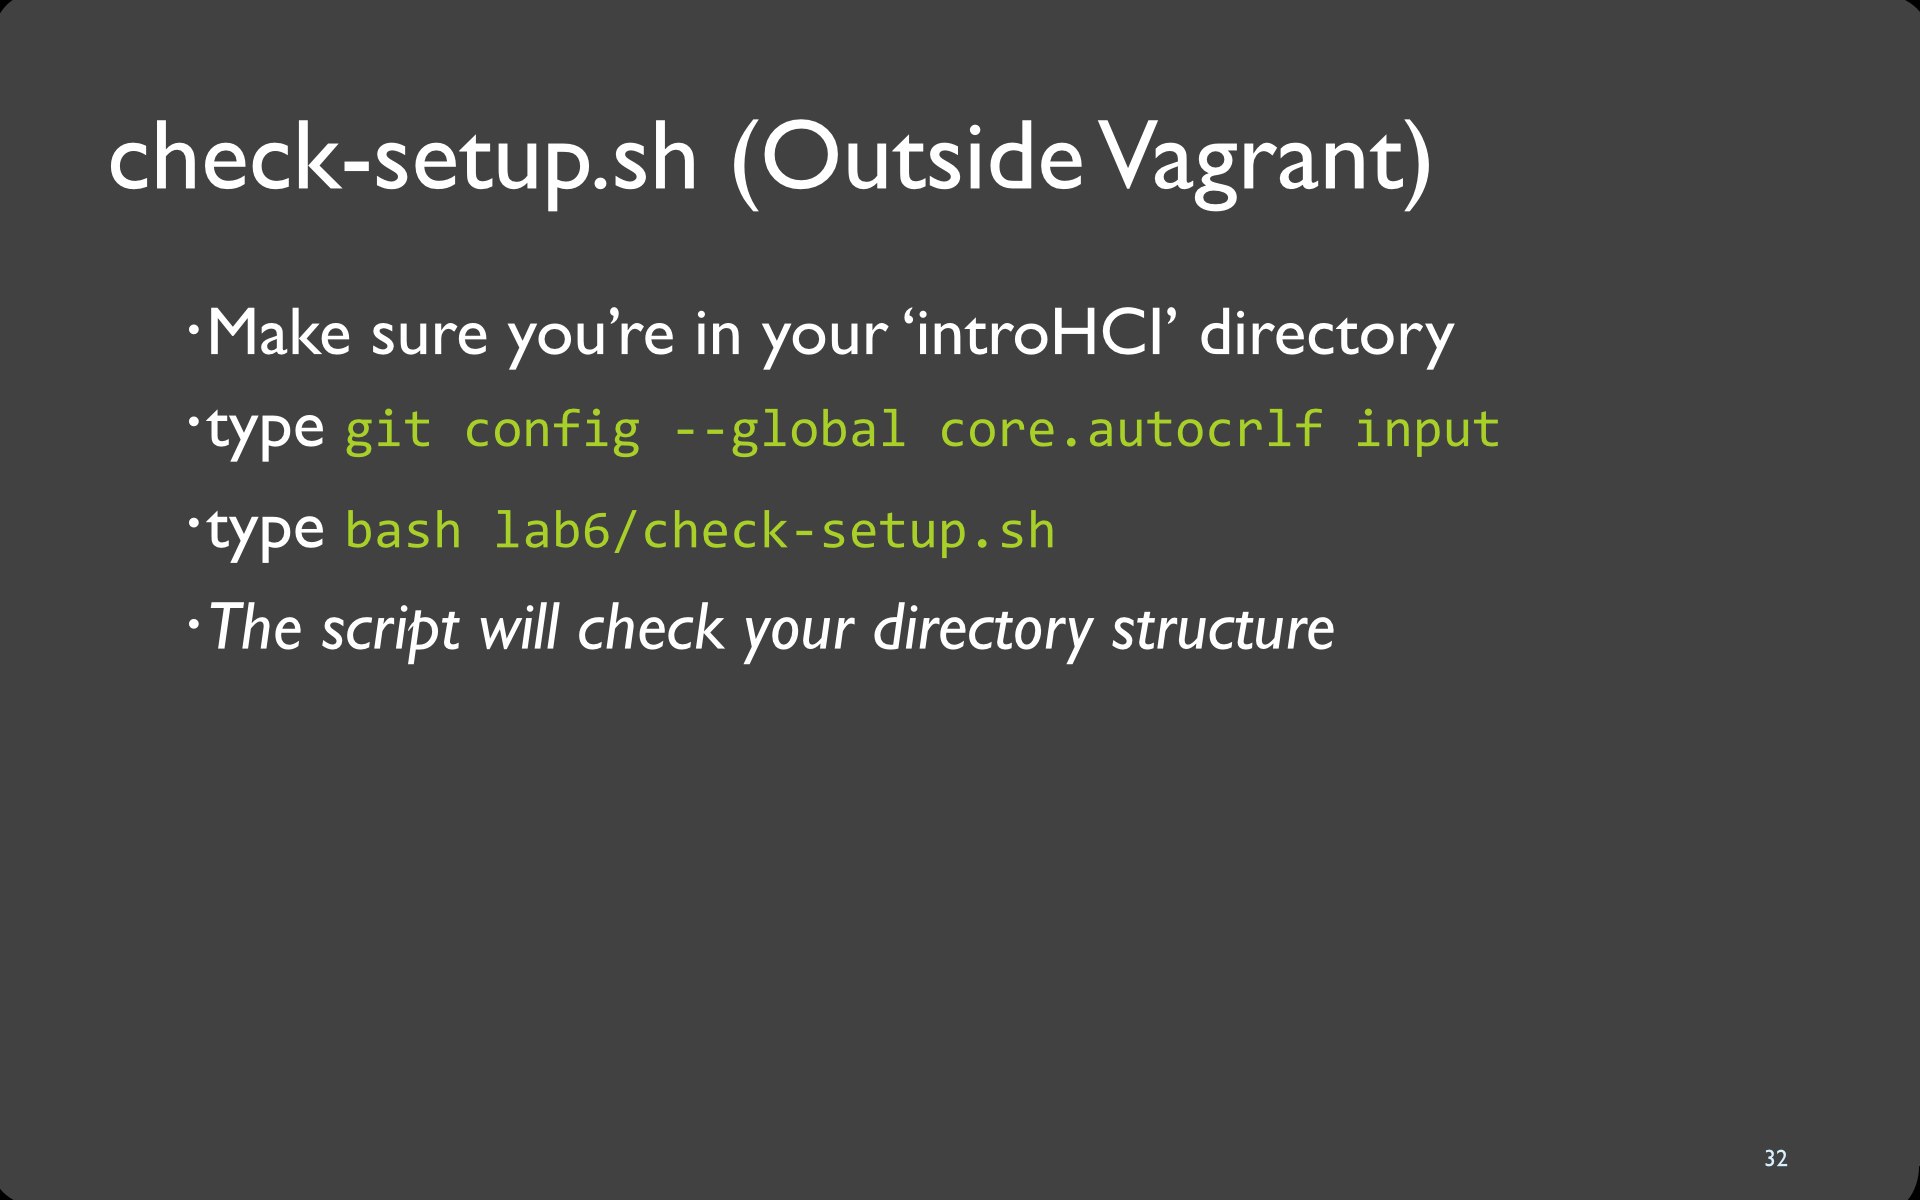 check-setup.sh (Outside Vagrant)
·Make sure you’re in your ‘introHCI’ directory
·type git config --global core.autocrlf input
·type bash lab6/check-setup.sh
·The script will check your directory structure
32